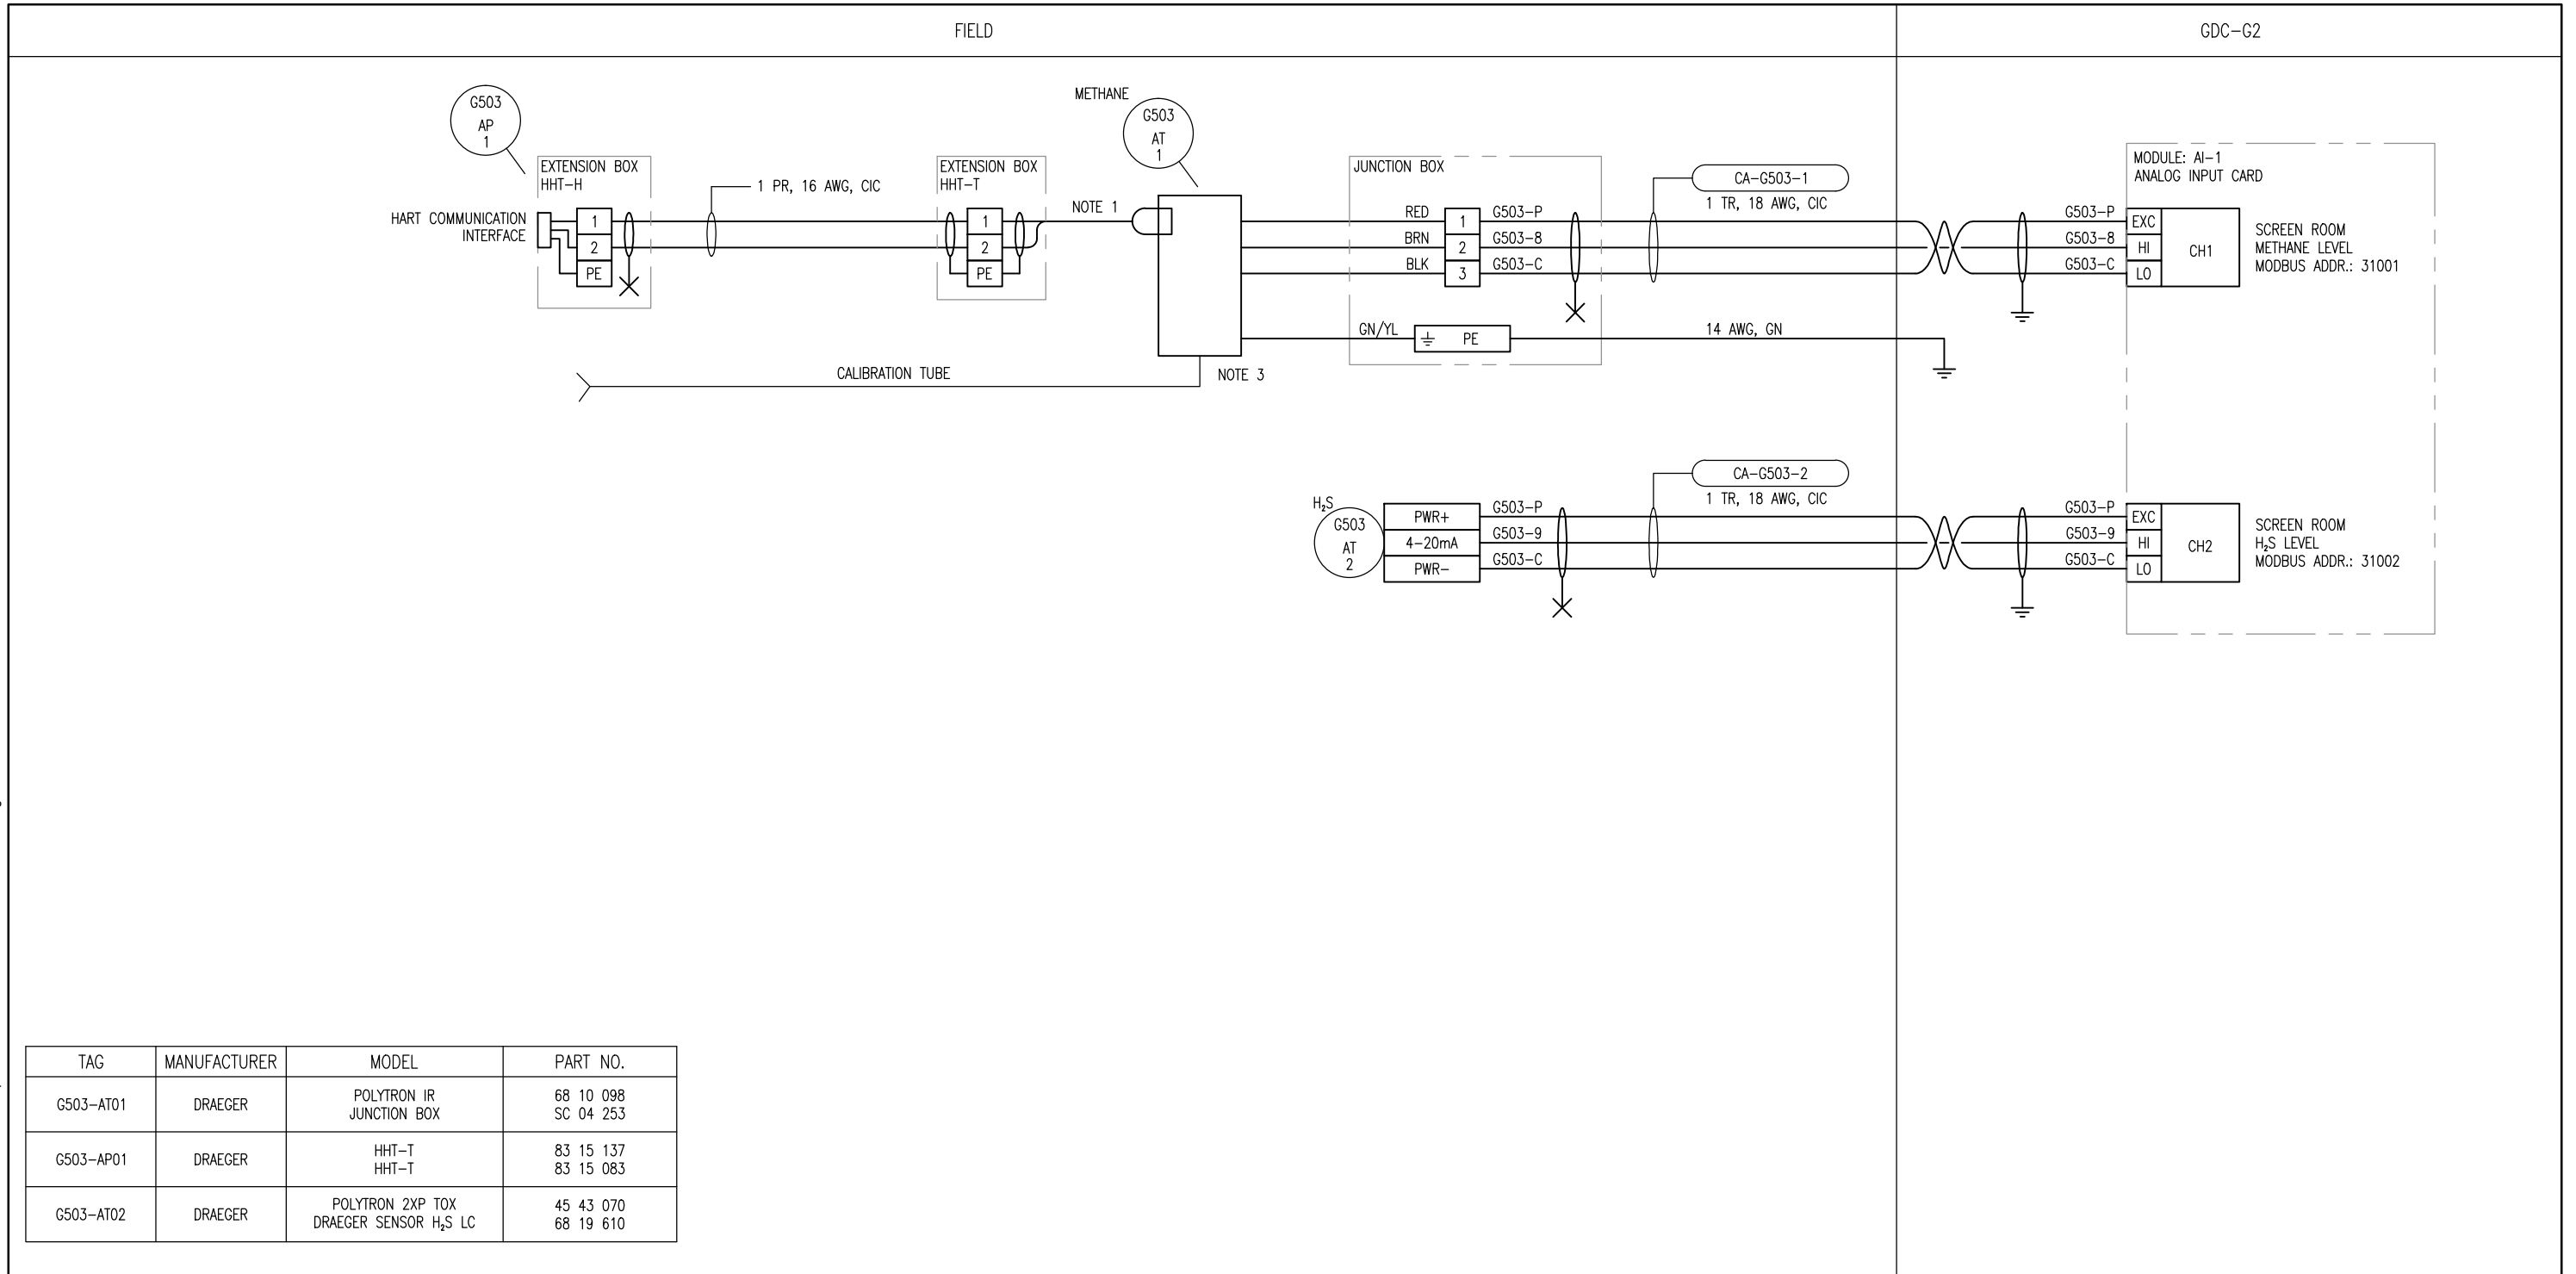 FIELD
GDC-G2
G503
AP
1
EXTENSION BOX
HHT-H
HART COMMUNICATION
INTERFACE
1
2
PE
1 PR, 16 AWG, CIC
EXTENSION BOX
HHT-T
1
2
PE
NOTE 1
METHANE
G503
AT
1
CALIBRATION TUBE
NOTE 3
JUNCTION BOX
RED
BRN
BLK
1
2
3
G503-P
G503-8
G503-C
GN/YL
PE
14 AWG, GN
CA-G503-1
1 TR, 18 AWG, CIC
G503-P
G503-8
G503-C
MODULE: AI-1
ANALOG INPUT CARD
EXC
HI
LO
CH1
SCREEN ROOM
METHANE LEVEL
MODBUS ADDR.: 31001
H₂S
G503
AT
2
PWR+
4-20mA
PWR-
G503-P
G503-9
G503-C
CA-G503-2
1 TR, 18 AWG, CIC
G503-P
G503-9
G503-C
EXC
HI
LO
CH2
SCREEN ROOM
H₂S LEVEL
MODBUS ADDR.: 31002
TAG MANUFACTURER MODEL PART NO.
G503-AT01 DRAEGER POLYTRON IR 68 10 098
JUNCTION BOX SC 04 253
G503-AP01 DRAEGER HHT-T 83 15 137
HHT-T 83 15 083
G503-AT02 DRAEGER POLYTRON 2XP TOX 45 43 070
DRAEGER SENSOR H₂S LC 68 19 610